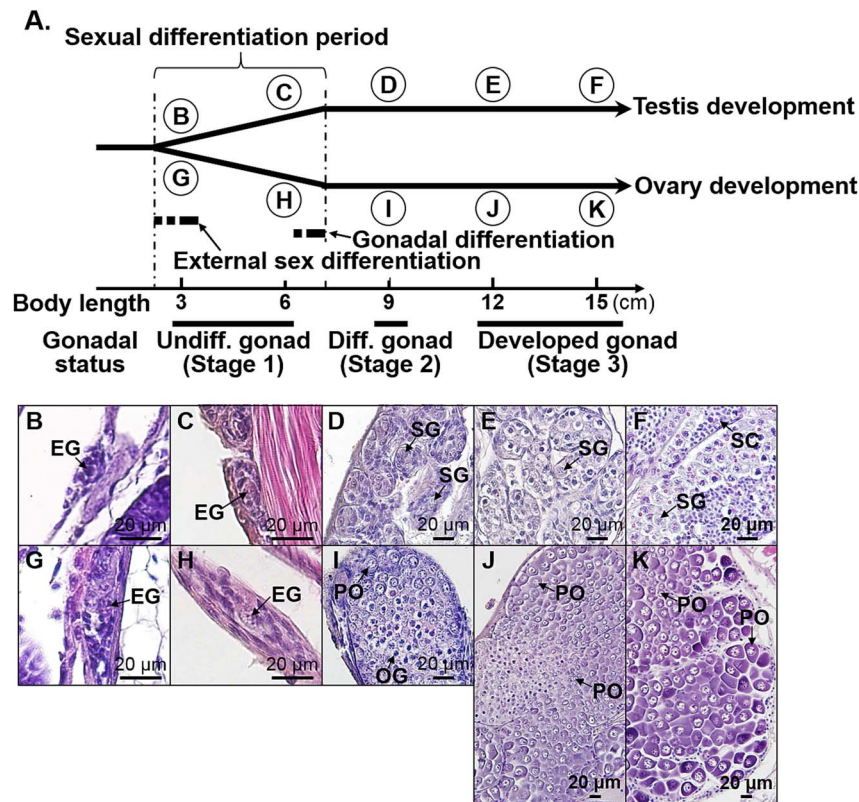 A.
Sexual differentiation period
B C D E F
Testis development
G H I J K
Ovary development
Gonadal differentiation
External sex differentiation
Body length 3 6 9 12 15 (cm)
Gonadal status
Undiff. gonad (Stage 1)
Diff. gonad (Stage 2)
Developed gonad (Stage 3)
B
EG
20 µm
C
EG
20 µm
D
SG
SG
20 µm
E
SG
20 µm
F
SC
SG
20 µm
G
EG
20 µm
H
EG
20 µm
I
PO
OG
20 µm
J
PO
PO
20 µm
K
PO
PO
20 µm